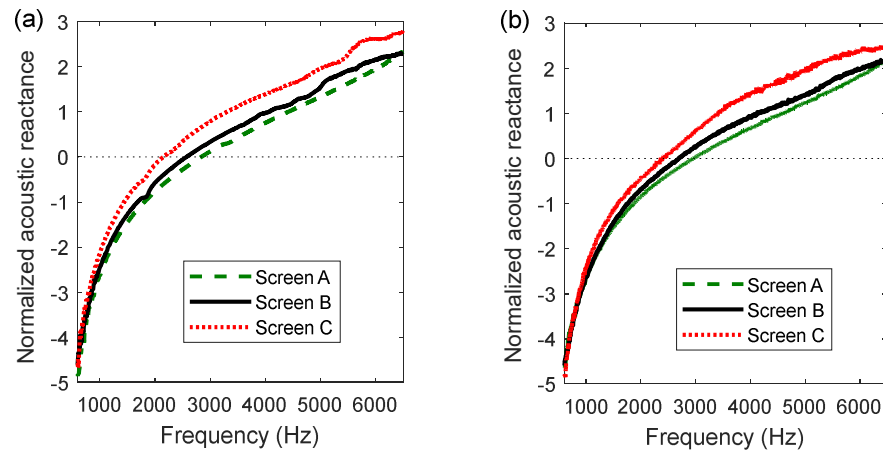 (a)
Normalized acoustic reactance
3
2
1
0
-1
-2
-3
-4
-5
Screen A
Screen B
Screen C
1000 2000 3000 4000 5000 6000
Frequency (Hz)
(b)
Normalized acoustic reactance
3
2
1
0
-1
-2
-3
-4
-5
Screen A
Screen B
Screen C
1000 2000 3000 4000 5000 6000
Frequency (Hz)